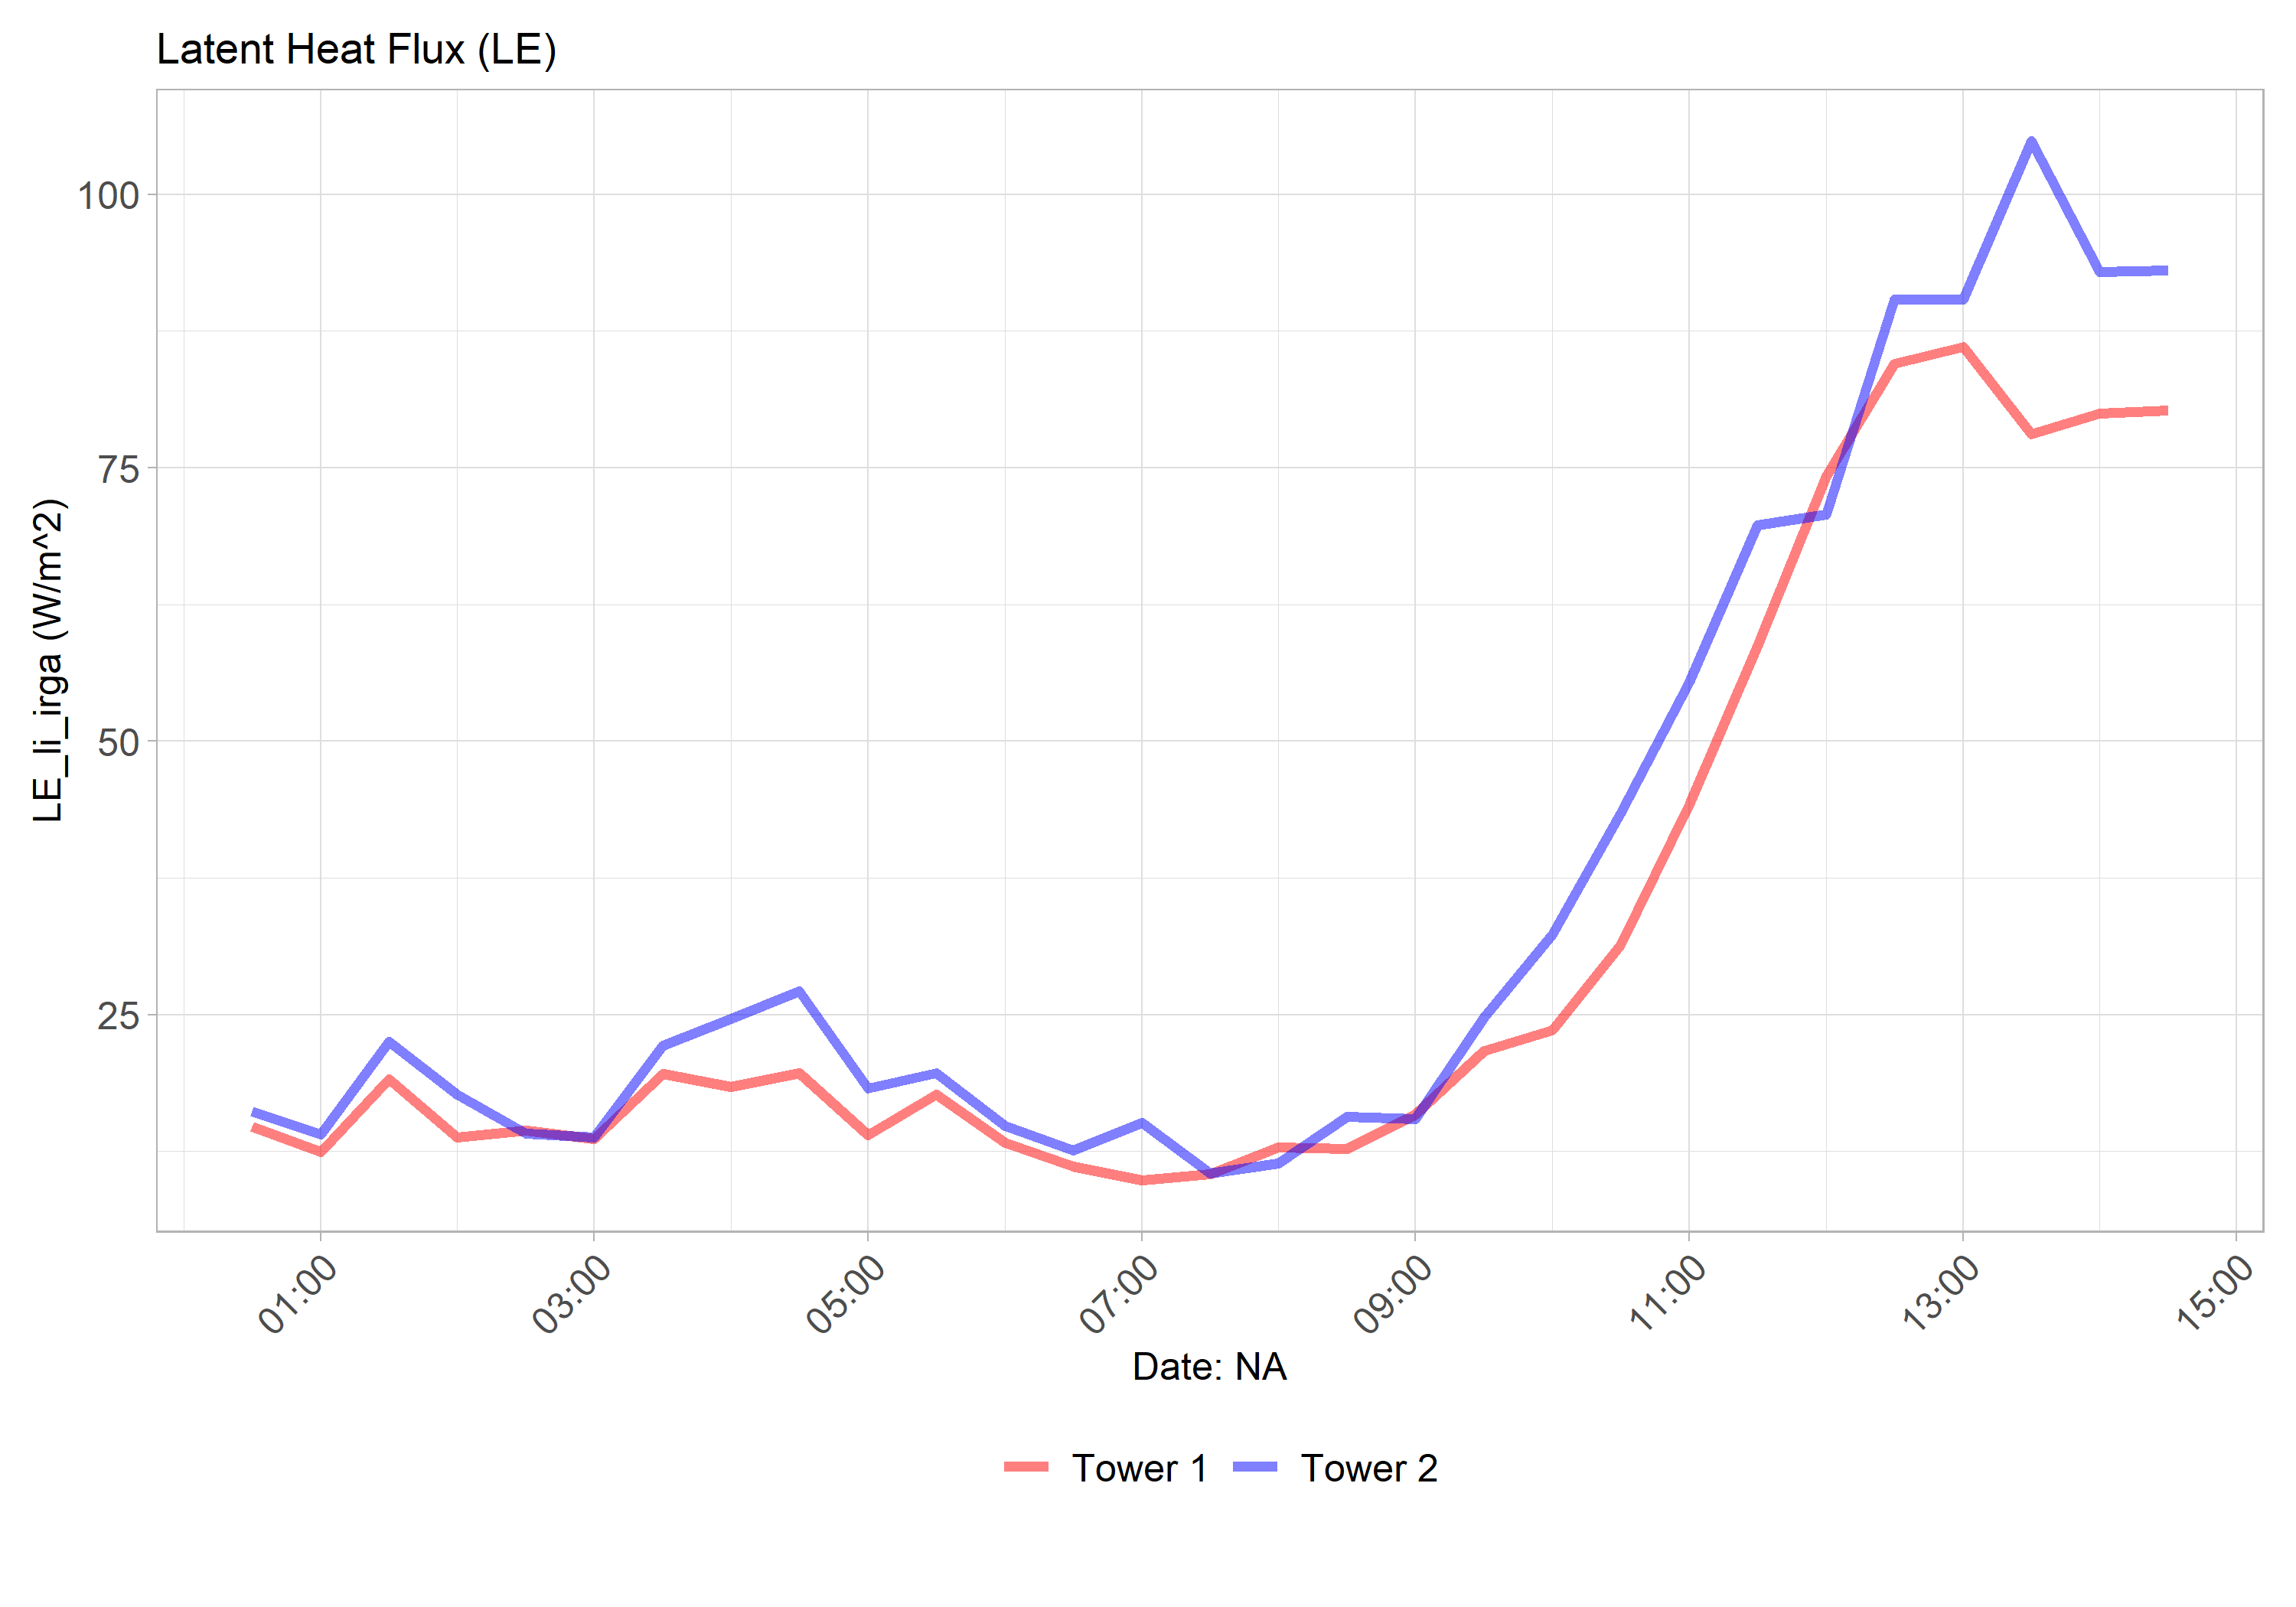 Latent Heat Flux (LE)
LE_li_irga (W/m^2)
100
75
50
25
01:00
03:00
05:00
07:00
09:00
11:00
13:00
15:00
Date: NA
Tower 1
Tower 2